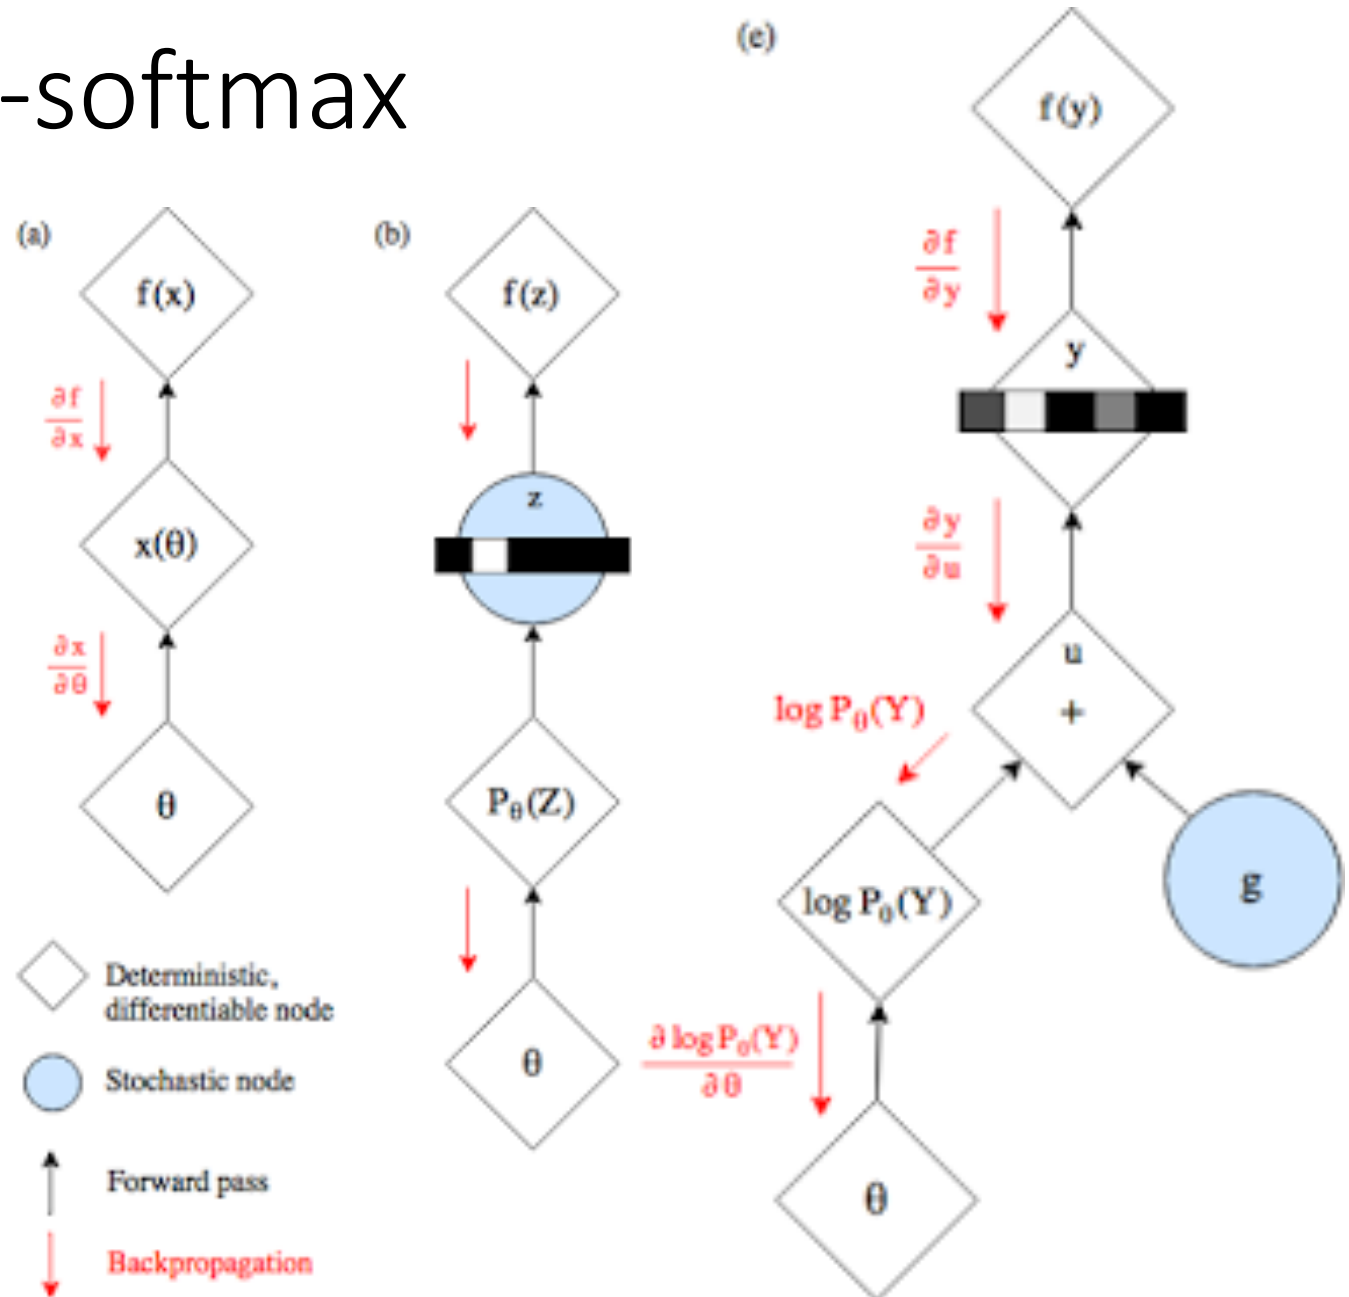 -softmax
(a)
f(x)
∂f
∂x
x(θ)
∂x
∂θ
θ
(b)
f(z)
z
Pθ(Z)
θ
(e)
f(y)
∂f
∂y
y
∂y
∂u
u
+
log Pθ(Y)
log Pθ(Y)
g
∂ log Pθ(Y)
∂θ
θ
Deterministic,
differentiable node
Stochastic node
Forward pass
Backpropagation